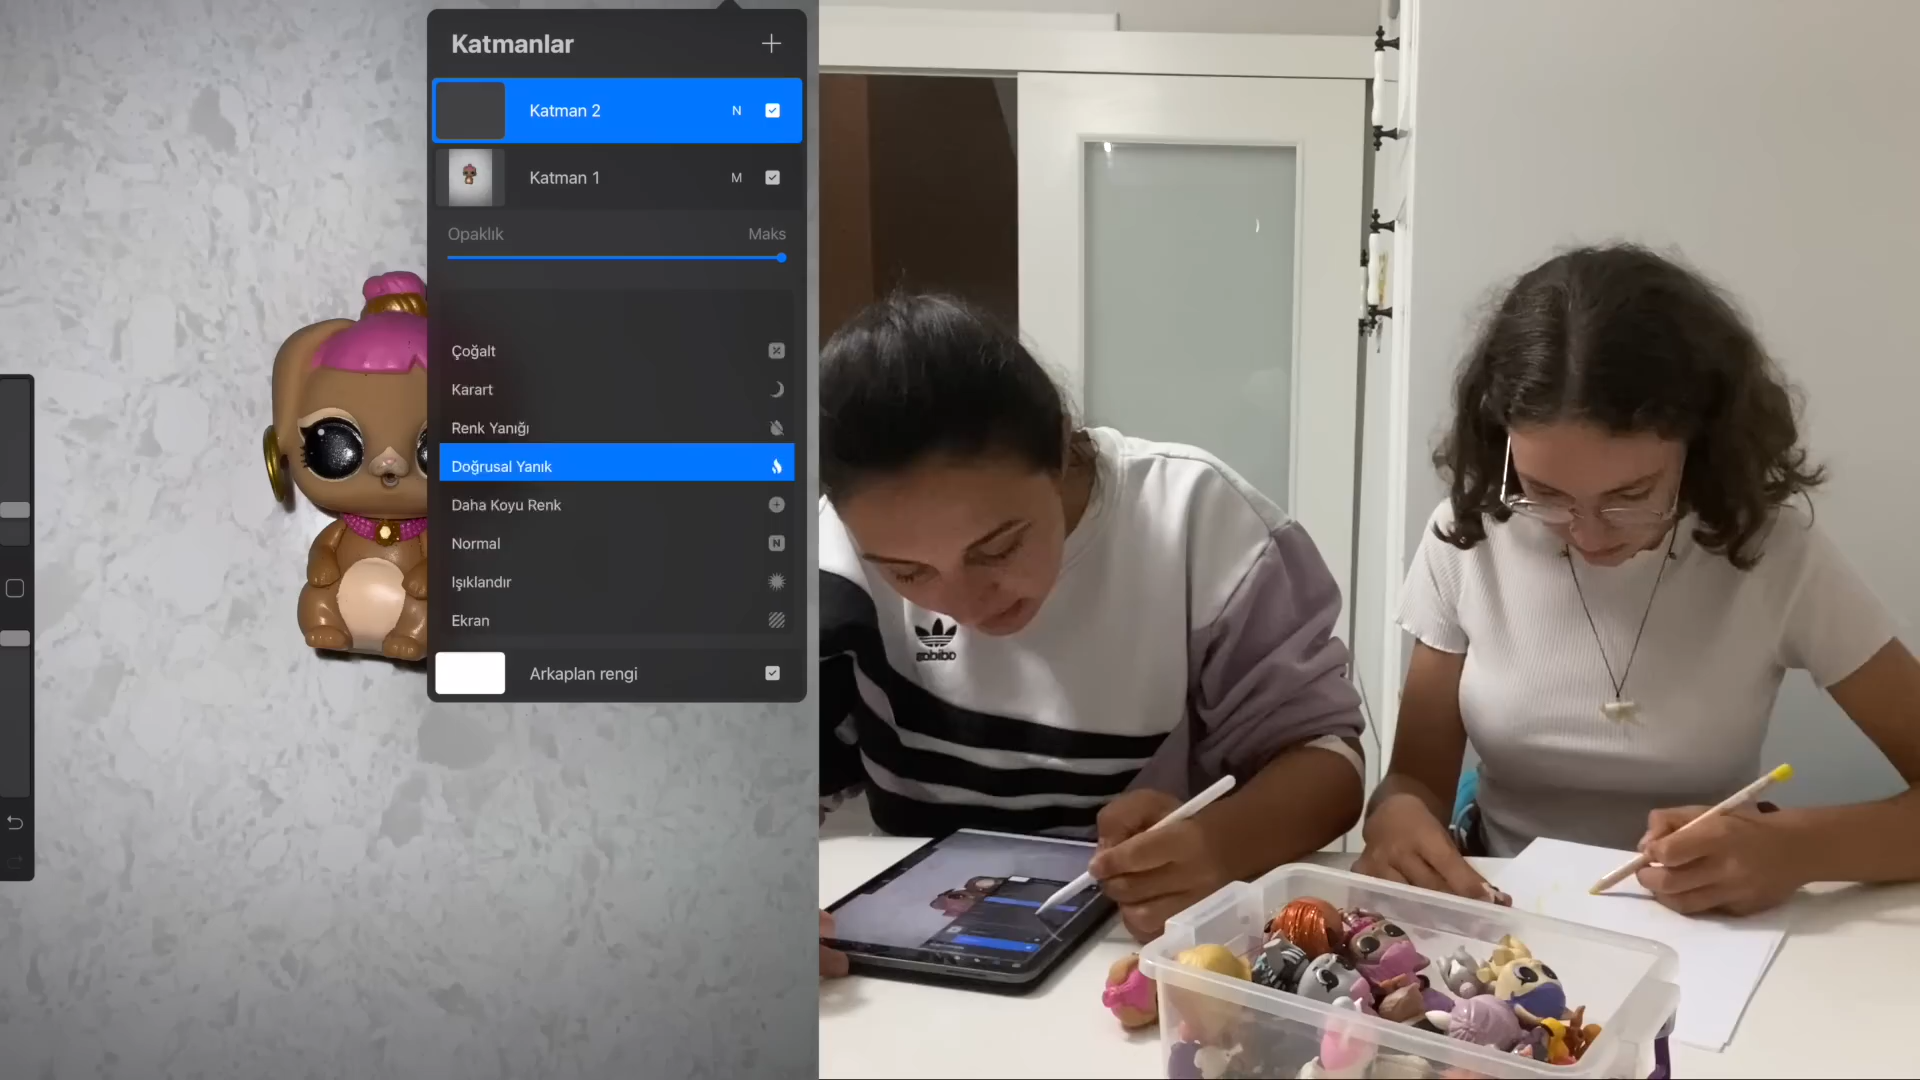 Katmanlar
Katman 2 N
Katman 1 M
Opaklık Maks
Çoğalt
Karart
Renk Yanığı
Doğrusal Yanık
Daha Koyu Renk
Normal N
Işıklandır
Ekran
Arkaplan rengi
adidas